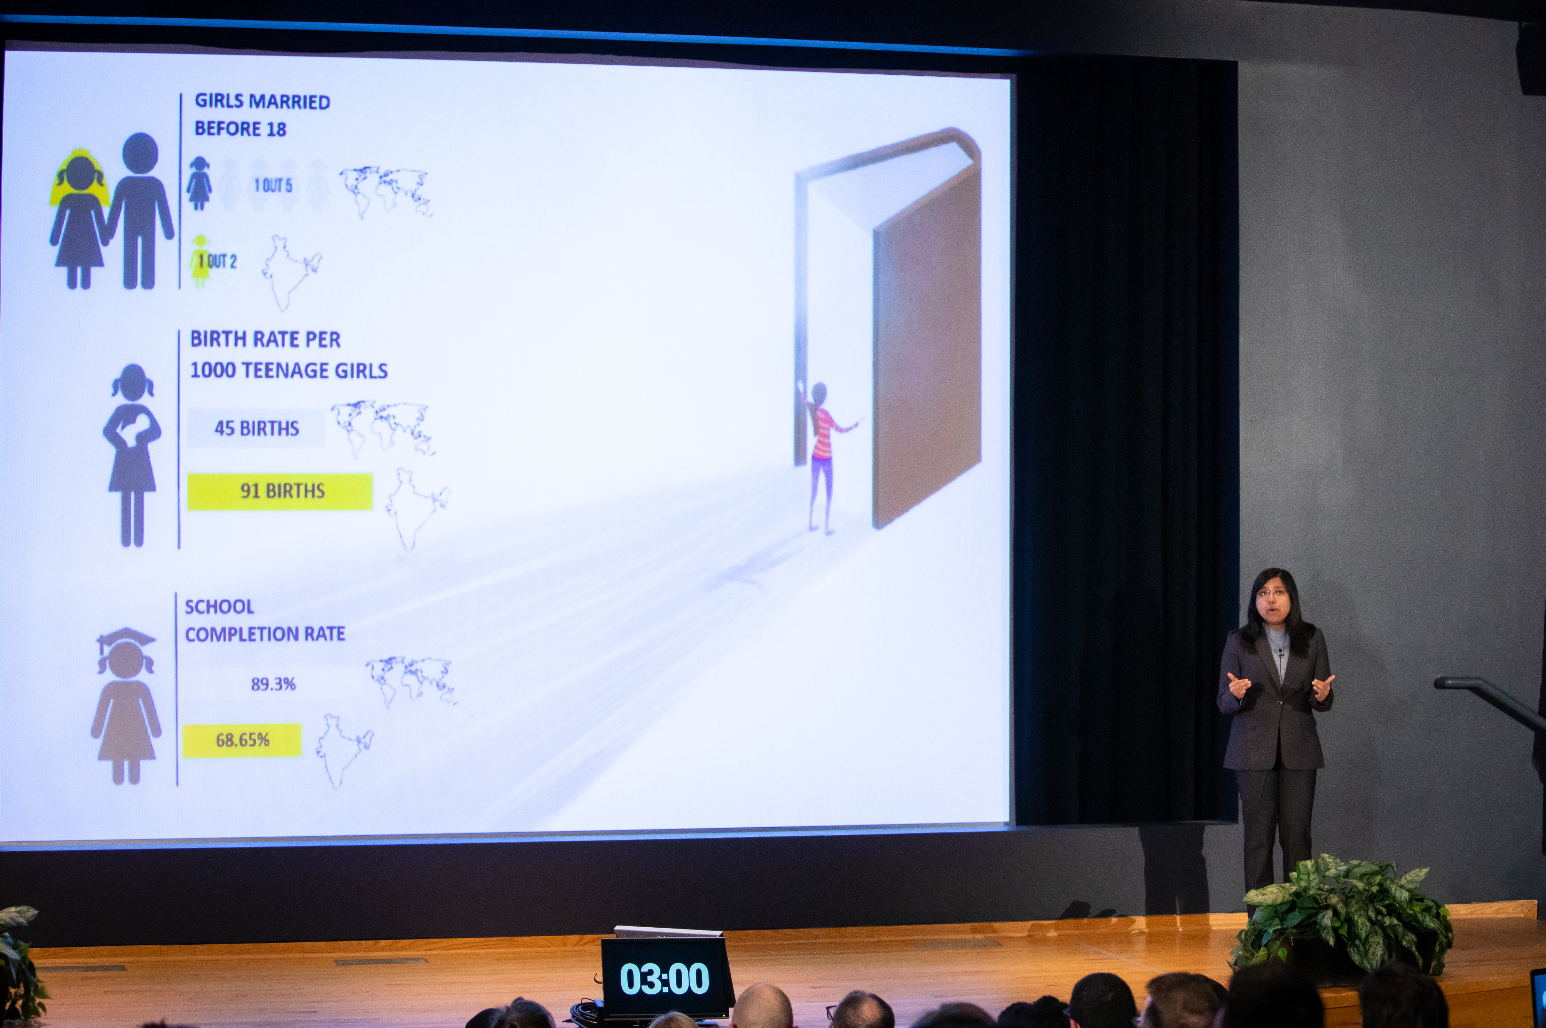 GIRLS MARRIED
BEFORE 18
1 OUT 5
1 OUT 2
BIRTH RATE PER
1000 TEENAGE GIRLS
45 BIRTHS
91 BIRTHS
SCHOOL
COMPLETION RATE
89.3%
68.65%
03:00